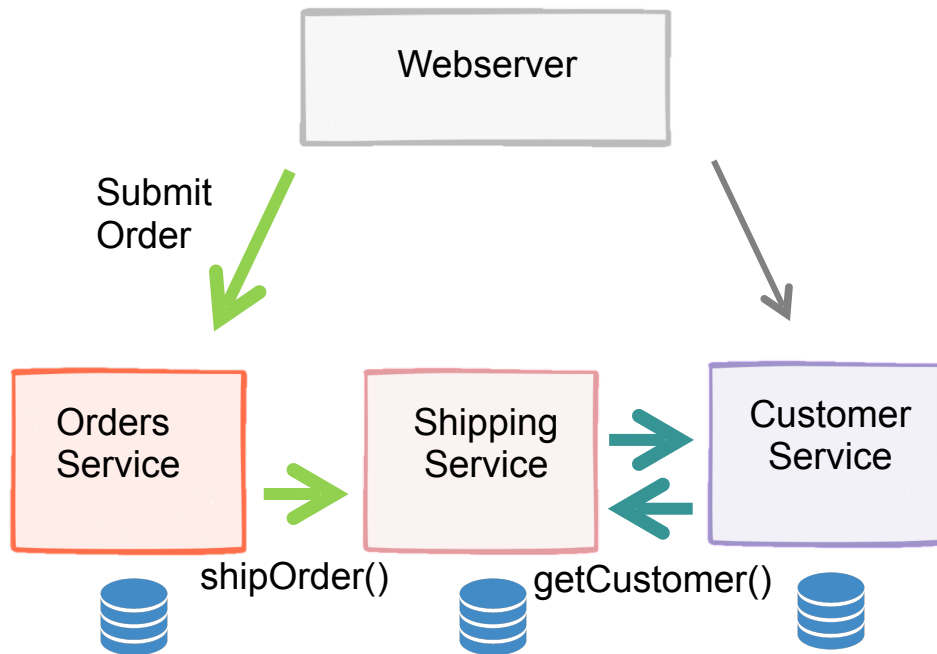 Webserver
Submit
Order
Orders
Service
Shipping
Service
Customer
Service
shipOrder()
getCustomer()